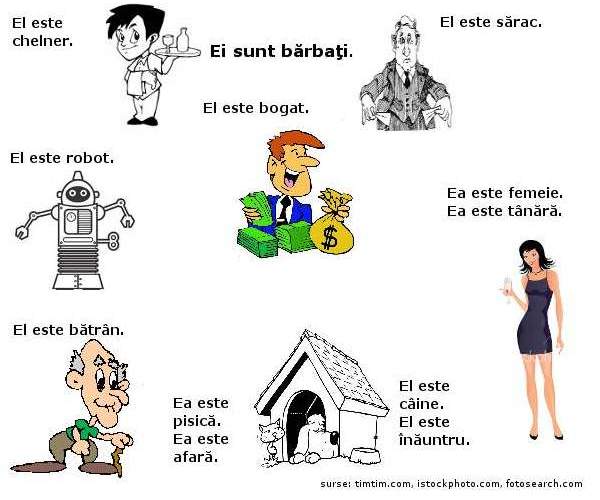 El este
chelner.
Ei sunt bărbați.
El este sărac.
El este bogat.
El este robot.
Ea este femeie.
Ea este tânără.
$
El este bătrân.
Ea este
pisică.
Ea este
afară.
El este
câine.
El este
înăuntru.
surse: timtim.com, istockphoto.com, fotosearch.com